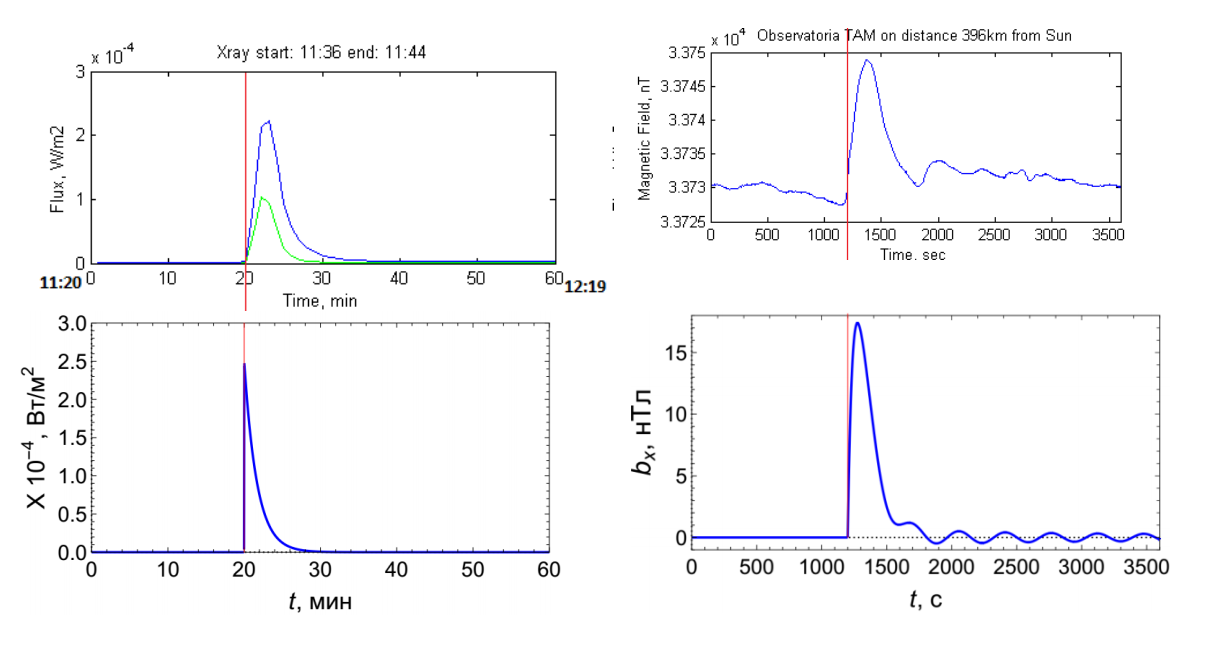 Xray start: 11:36 end: 11:44
x 10^-4
Flux, W/m2
3
2
1
0
0 10 20 30 40 50 60
11:20
12:19
Time, min
Observatoria TAM on distance 396km from Sun
x 10^4
Magnetic Field, nT
3.375
3.3745
3.374
3.3735
3.373
3.3725
0 500 1000 1500 2000 2500 3000 3500
Time, sec
X 10⁻⁴, Вт/м²
3.0
2.5
2.0
1.5
1.0
0.5
0.0
0 10 20 30 40 50 60
t, мин
bₓ, нТл
15
10
5
0
0 500 1000 1500 2000 2500 3000 3500
t, с